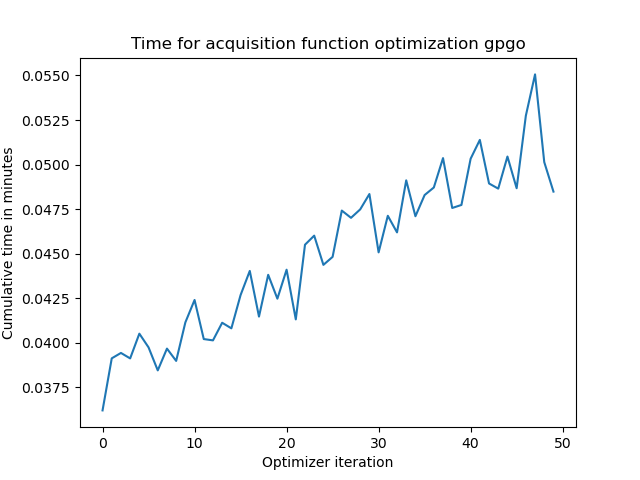 Time for acquisition function optimization gpgo
0.0550
0.0525
0.0500
0.0475
0.0450
0.0425
0.0400
0.0375
Cumulative time in minutes
0 10 20 30 40 50
Optimizer iteration